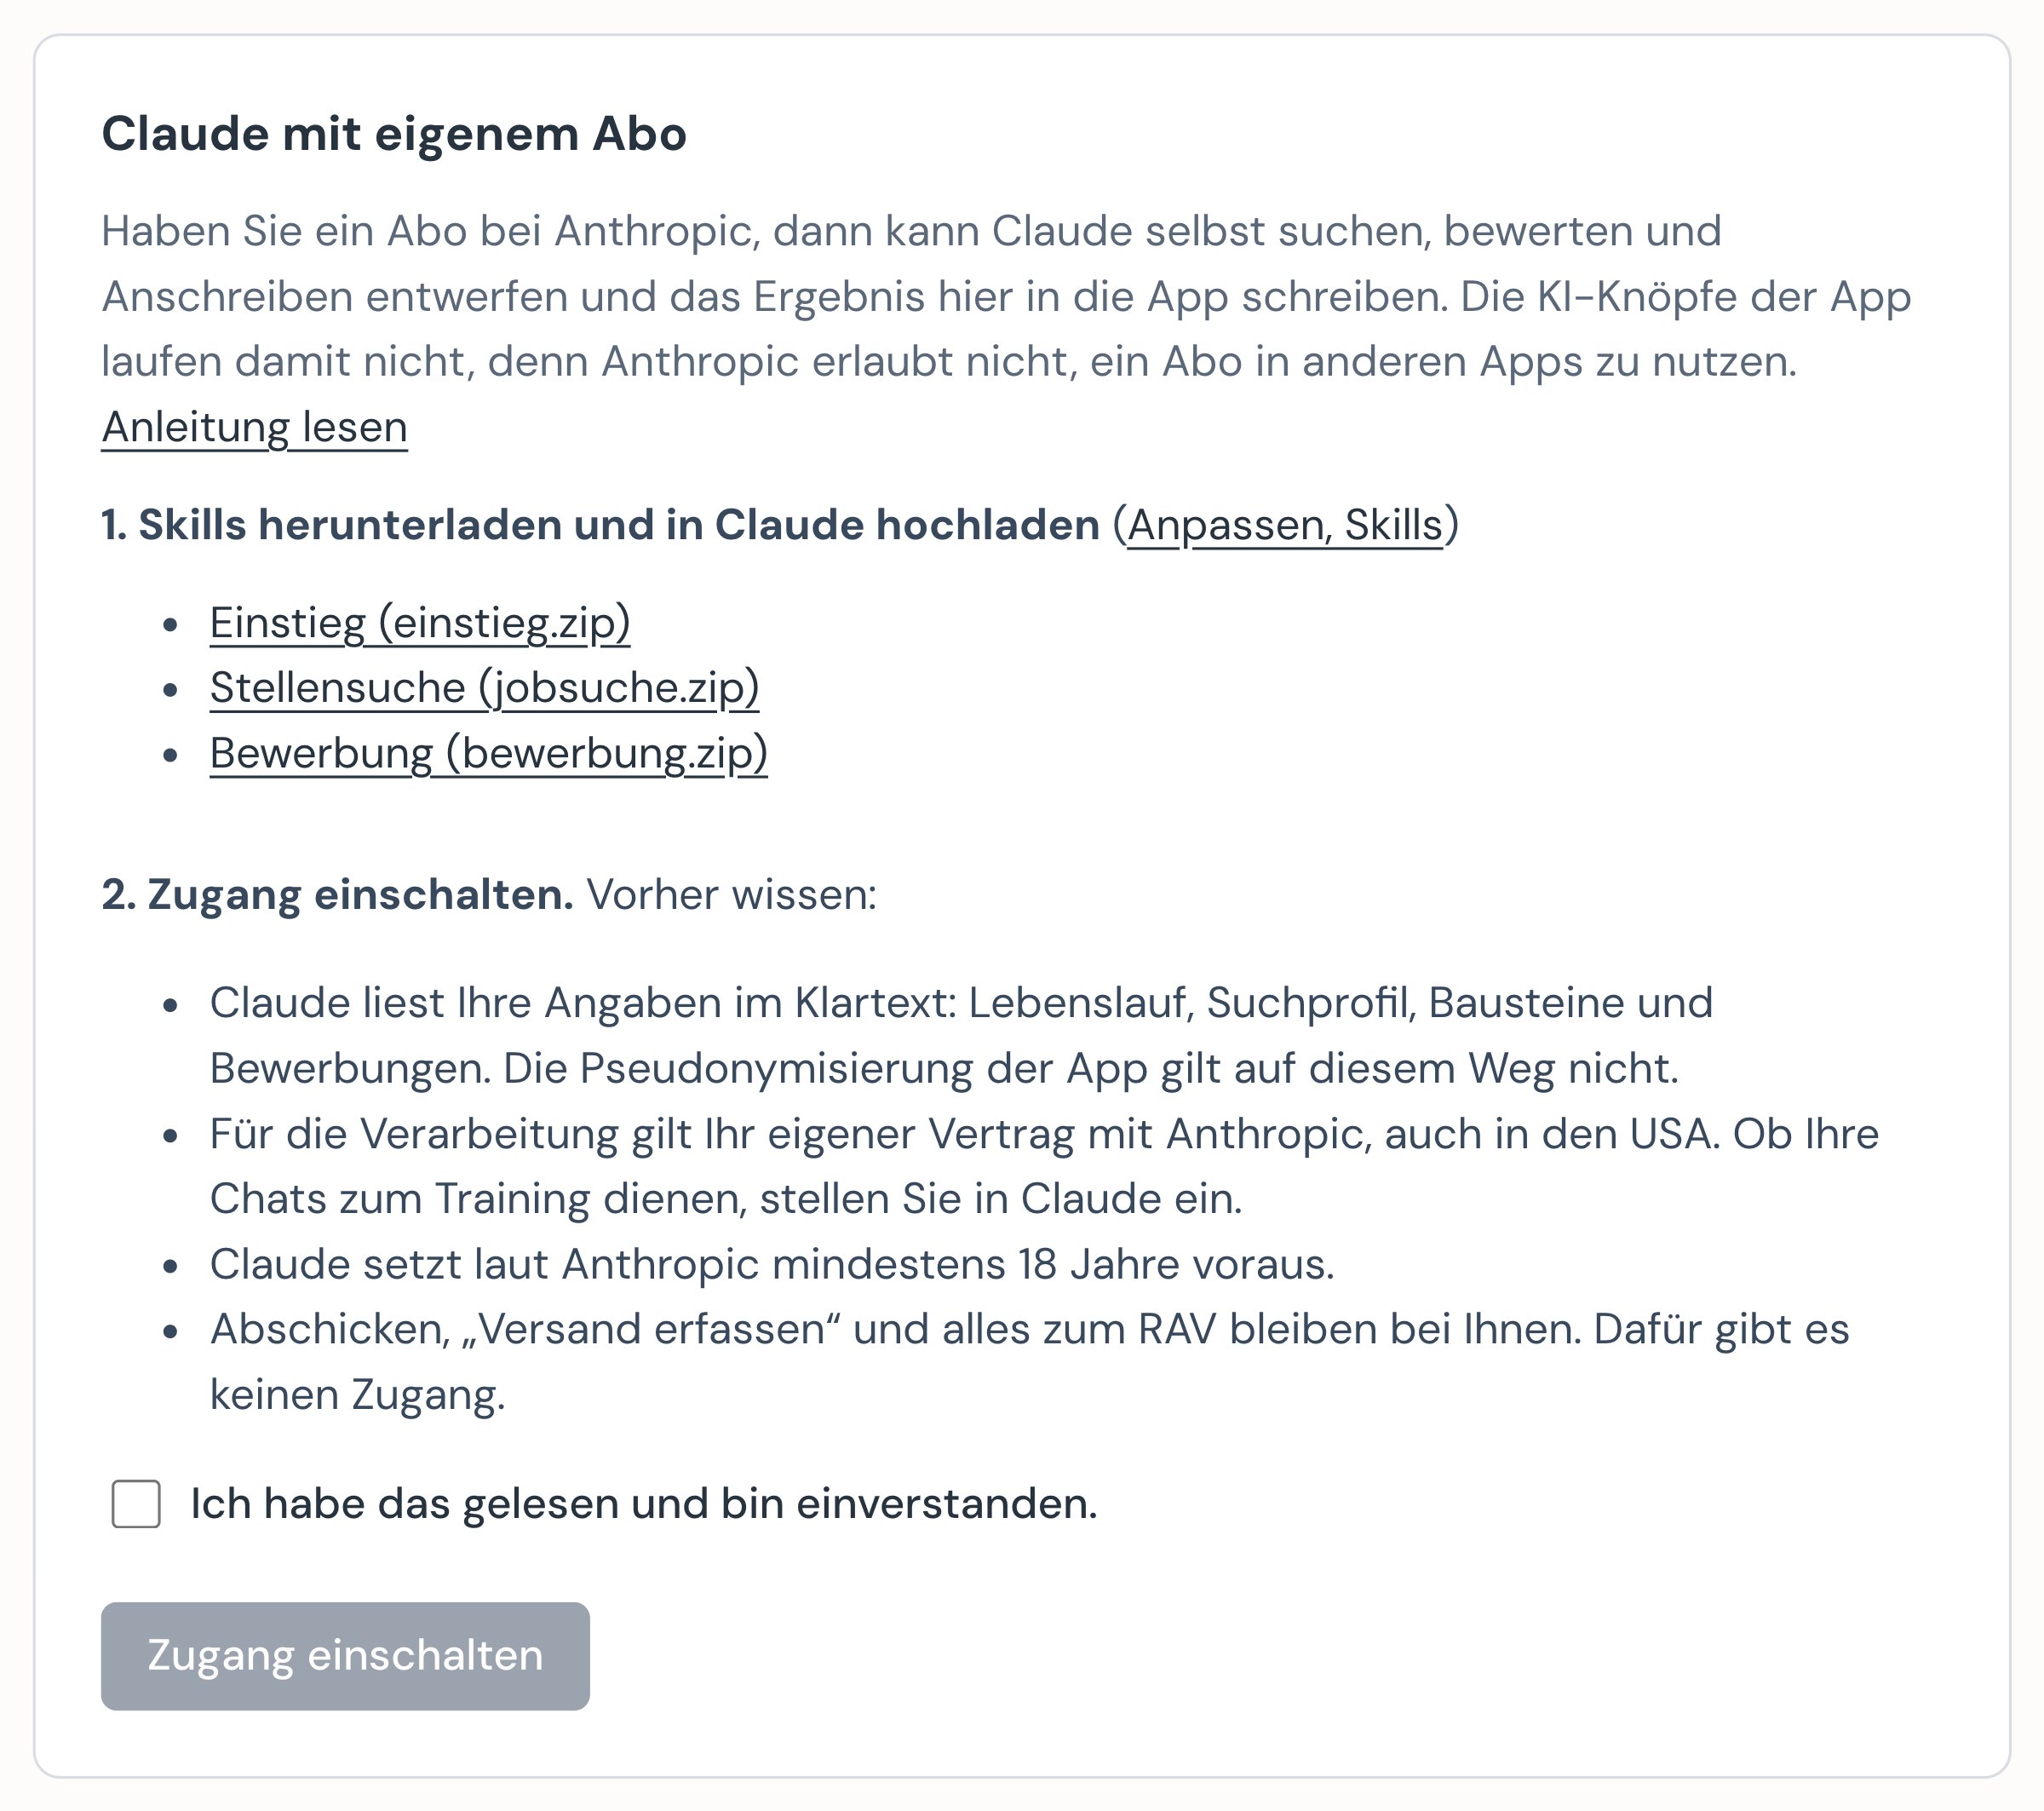 Claude mit eigenem Abo
Haben Sie ein Abo bei Anthropic, dann kann Claude selbst suchen, bewerten und
Anschreiben entwerfen und das Ergebnis hier in die App schreiben. Die KI-Knöpfe der App
laufen damit nicht, denn Anthropic erlaubt nicht, ein Abo in anderen Apps zu nutzen.
Anleitung lesen
1. Skills herunterladen und in Claude hochladen (Anpassen, Skills)
• Einstieg (einstieg.zip)
• Stellensuche (jobsuche.zip)
• Bewerbung (bewerbung.zip)
2. Zugang einschalten. Vorher wissen:
• Claude liest Ihre Angaben im Klartext: Lebenslauf, Suchprofil, Bausteine und
Bewerbungen. Die Pseudonymisierung der App gilt auf diesem Weg nicht.
• Für die Verarbeitung gilt Ihr eigener Vertrag mit Anthropic, auch in den USA. Ob Ihre
Chats zum Training dienen, stellen Sie in Claude ein.
• Claude setzt laut Anthropic mindestens 18 Jahre voraus.
• Abschicken, „Versand erfassen“ und alles zum RAV bleiben bei Ihnen. Dafür gibt es
keinen Zugang.
Ich habe das gelesen und bin einverstanden.
Zugang einschalten